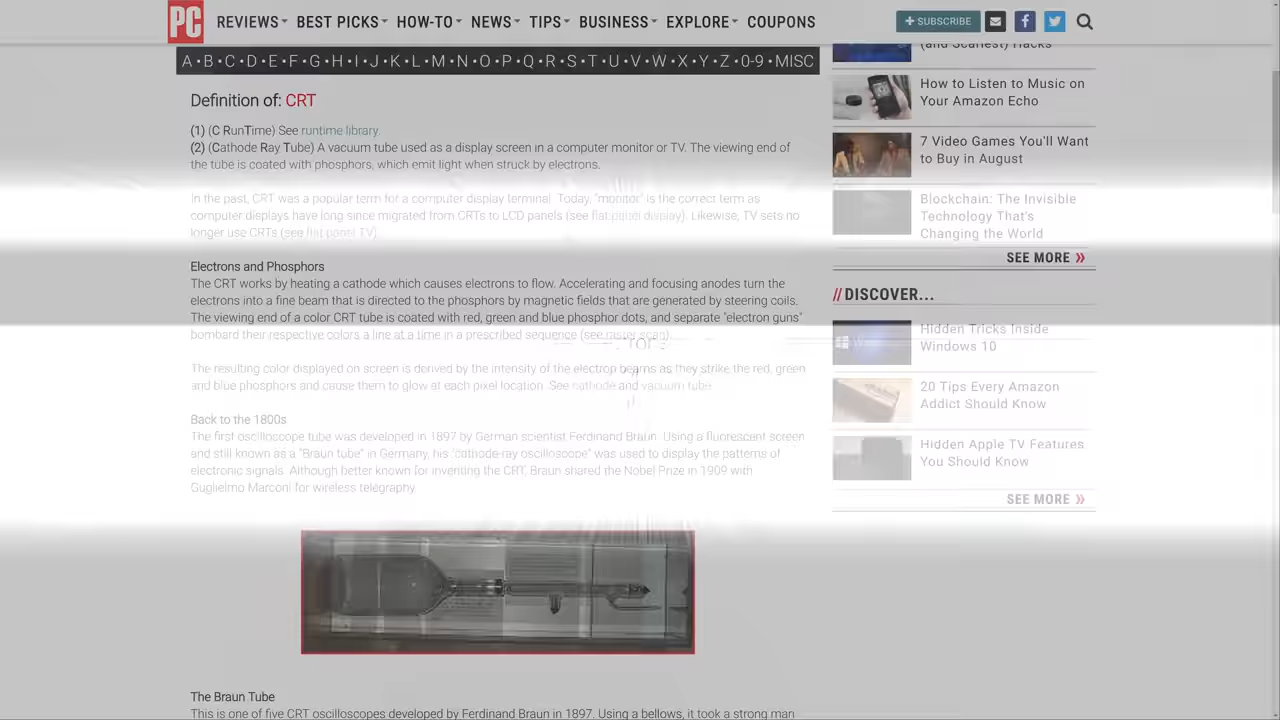 PC
REVIEWS BEST PICKS HOW-TO NEWS TIPS BUSINESS EXPLORE COUPONS
+ SUBSCRIBE
A • B • C • D • E • F • G • H • I • J • K • L • M • N • O • P • Q • R • S • T • U • V • W • X • Y • Z • 0-9 • MISC
Definition of: CRT
(1) (C RunTime) See runtime library.
(2) (Cathode Ray Tube) A vacuum tube used as a display screen in a computer monitor or TV. The viewing end of
the tube is coated with phosphors, which emit light when struck by electrons.
In the past, CRT was a popular term for a computer display terminal. Today, "monitor" is the correct term as
computer displays have long since migrated from CRTs to LCD panels (see flat panel display). Likewise, TV sets no
longer use CRTs (see flat panel TV).
Electrons and Phosphors
The CRT works by heating a cathode which causes electrons to flow. Accelerating and focusing anodes turn the
electrons into a fine beam that is directed to the phosphors by magnetic fields that are generated by steering coils.
The viewing end of a color CRT tube is coated with red, green and blue phosphor dots, and separate "electron guns"
bombard their respective colors a line at a time in a prescribed sequence (see raster scan).
The resulting color displayed on screen is derived by the intensity of the electron beams as they strike the red, green
and blue phosphors and cause them to glow at each pixel location. See cathode and vacuum tube.
Back to the 1800s
The first oscilloscope tube was developed in 1897 by German scientist Ferdinand Braun. Using a fluorescent screen
and still known as a "Braun tube" in Germany, his "cathode-ray oscilloscope" was used to display the patterns of
electronic signals. Although better known for inventing the CRT, Braun shared the Nobel Prize in 1909 with
Guglielmo Marconi for wireless telegraphy.
The Braun Tube
This is one of five CRT oscilloscopes developed by Ferdinand Braun in 1897. Using a bellows, it took a strong man
(and Scariest) Hacks
How to Listen to Music on
Your Amazon Echo
7 Video Games You'll Want
to Buy in August
Blockchain: The Invisible
Technology That's
Changing the World
SEE MORE »
// DISCOVER...
Hidden Tricks Inside
Windows 10
20 Tips Every Amazon
Addict Should Know
Hidden Apple TV Features
You Should Know
SEE MORE »